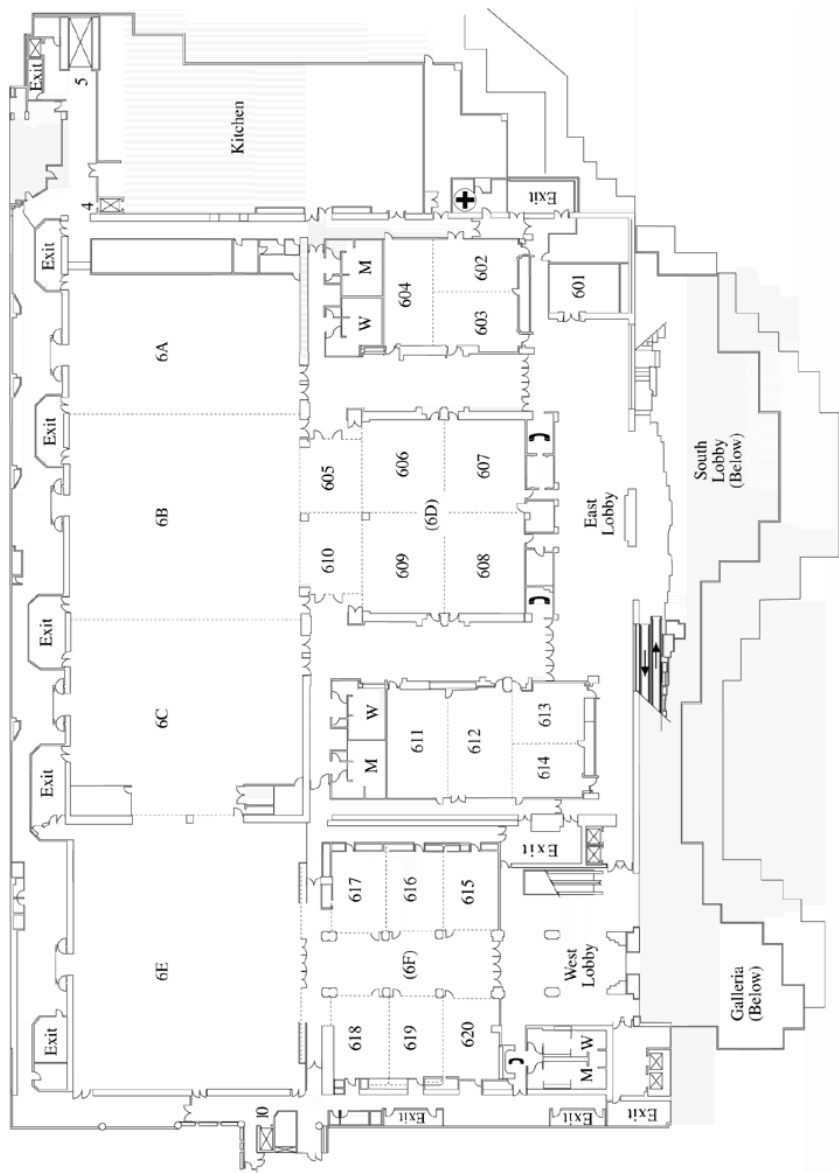 Exit
5
Kitchen
4
Exit
Exit
M
W
604
602
603
601
6A
Exit
6B
605
606
607
(6D)
610
609
608
East
Lobby
South
Lobby
(Below)
Exit
6C
W
M
611
612
613
614
Exit
Exit
617
616
615
6E
(6F)
West
Lobby
Galleria
(Below)
618
619
620
Exit
W
M
10
Exit
Exit
Exit